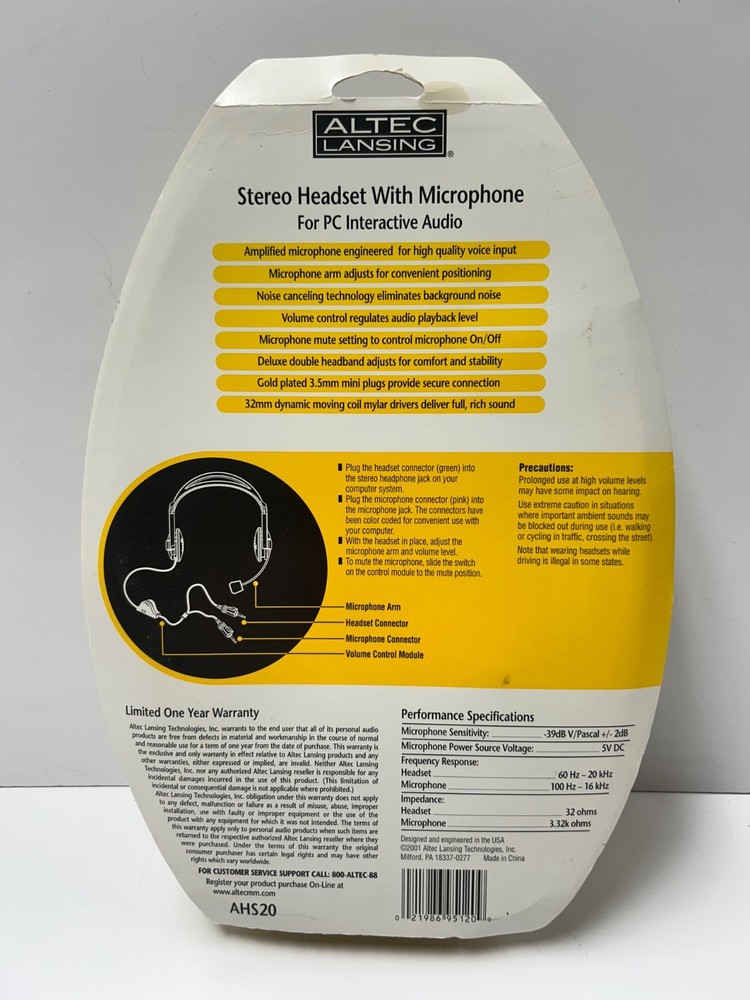 ALTEC
LANSING®
Stereo Headset With Microphone
For PC Interactive Audio
Amplified microphone engineered for high quality voice input
Microphone arm adjusts for convenient positioning
Noise canceling technology eliminates background noise
Volume control regulates audio playback level
Microphone mute setting to control microphone On/Off
Deluxe double headband adjusts for comfort and stability
Gold plated 3.5mm mini plugs provide secure connection
32mm dynamic moving coil mylar drivers deliver full, rich sound
Plug the headset connector (green) into
the stereo headphone jack on your
computer system.
Plug the microphone connector (pink) into
the microphone jack. The connectors have
been color coded for convenient use with
your computer.
With the headset in place, adjust the
microphone arm and volume level.
To mute the microphone, slide the switch
on the control module to the mute position.
Precautions:
Prolonged use at high volume levels
may have some impact on hearing.
Use extreme caution in situations
where important ambient sounds may
be blocked out during use (i.e. walking
or cycling in traffic, crossing the street).
Note that wearing headsets while
driving is illegal in some states.
Microphone Arm
Headset Connector
Microphone Connector
Volume Control Module
Limited One Year Warranty
Altec Lansing Technologies, Inc. warrants to the end user that all of its personal audio
products are free from defects in material and workmanship in the course of normal
and reasonable use for a term of one year from the date of purchase. This warranty is
the exclusive and only warranty in effect relative to Altec Lansing products and any
other warranties, either expressed or implied, are invalid. Neither Altec Lansing
Technologies, Inc. nor any authorized Altec Lansing reseller is responsible for any
incidental damages incurred in the use of this product. (This limitation of
incidental or consequential damage is not applicable where prohibited.)
Altec Lansing Technologies, Inc. obligation under this warranty does not apply
to any defect, malfunction or failure as a result of misuse, abuse, improper
installation, use with faulty or improper equipment or the use of the
product with any equipment for which it was not intended. The terms of
this warranty apply only to personal audio products when such items are
returned to the respective authorized Altec Lansing reseller where they
were purchased. Under the terms of this warranty the original
consumer purchaser has certain legal rights and may have other
rights which vary worldwide.
FOR CUSTOMER SERVICE SUPPORT CALL: 800-ALTEC-88
Register your product purchase On-Line at
www.altecmm.com
AHS20
Performance Specifications
Microphone Sensitivity: -39dB V/Pascal +/- 2dB
Microphone Power Source Voltage: 5V DC
Frequency Response:
Headset 60 Hz – 20 kHz
Microphone 100 Hz – 16 kHz
Impedance:
Headset 32 ohms
Microphone 3.32k ohms
Designed and engineered in the USA
©2001 Altec Lansing Technologies, Inc.
Milford, PA 18337-0277 Made in China
0 21986 95120 9